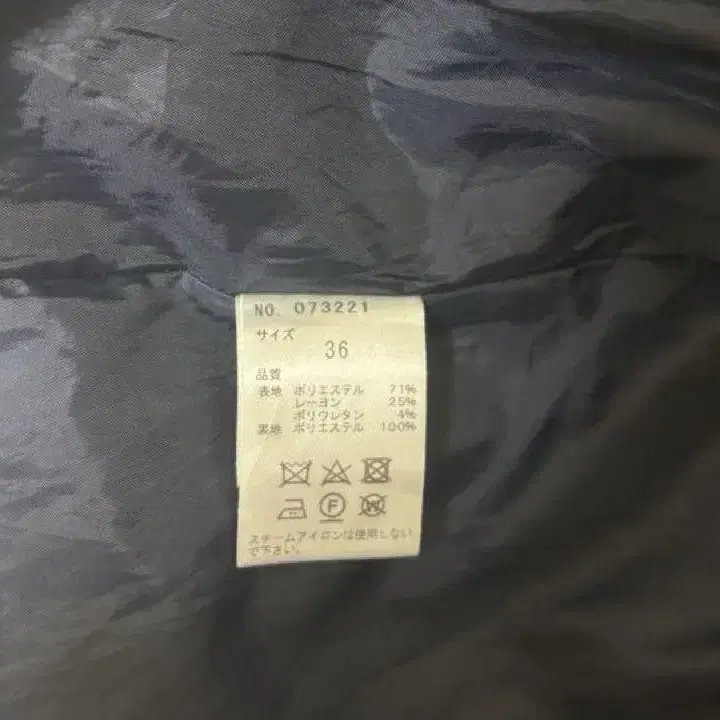 NO. 073221
サイズ
36
品質
表地 ポリエステル 71%
レーヨン 25%
ポリウレタン 4%
裏地 ポリエステル 100%
F W
スチームアイロンは使用しない
で下さい。